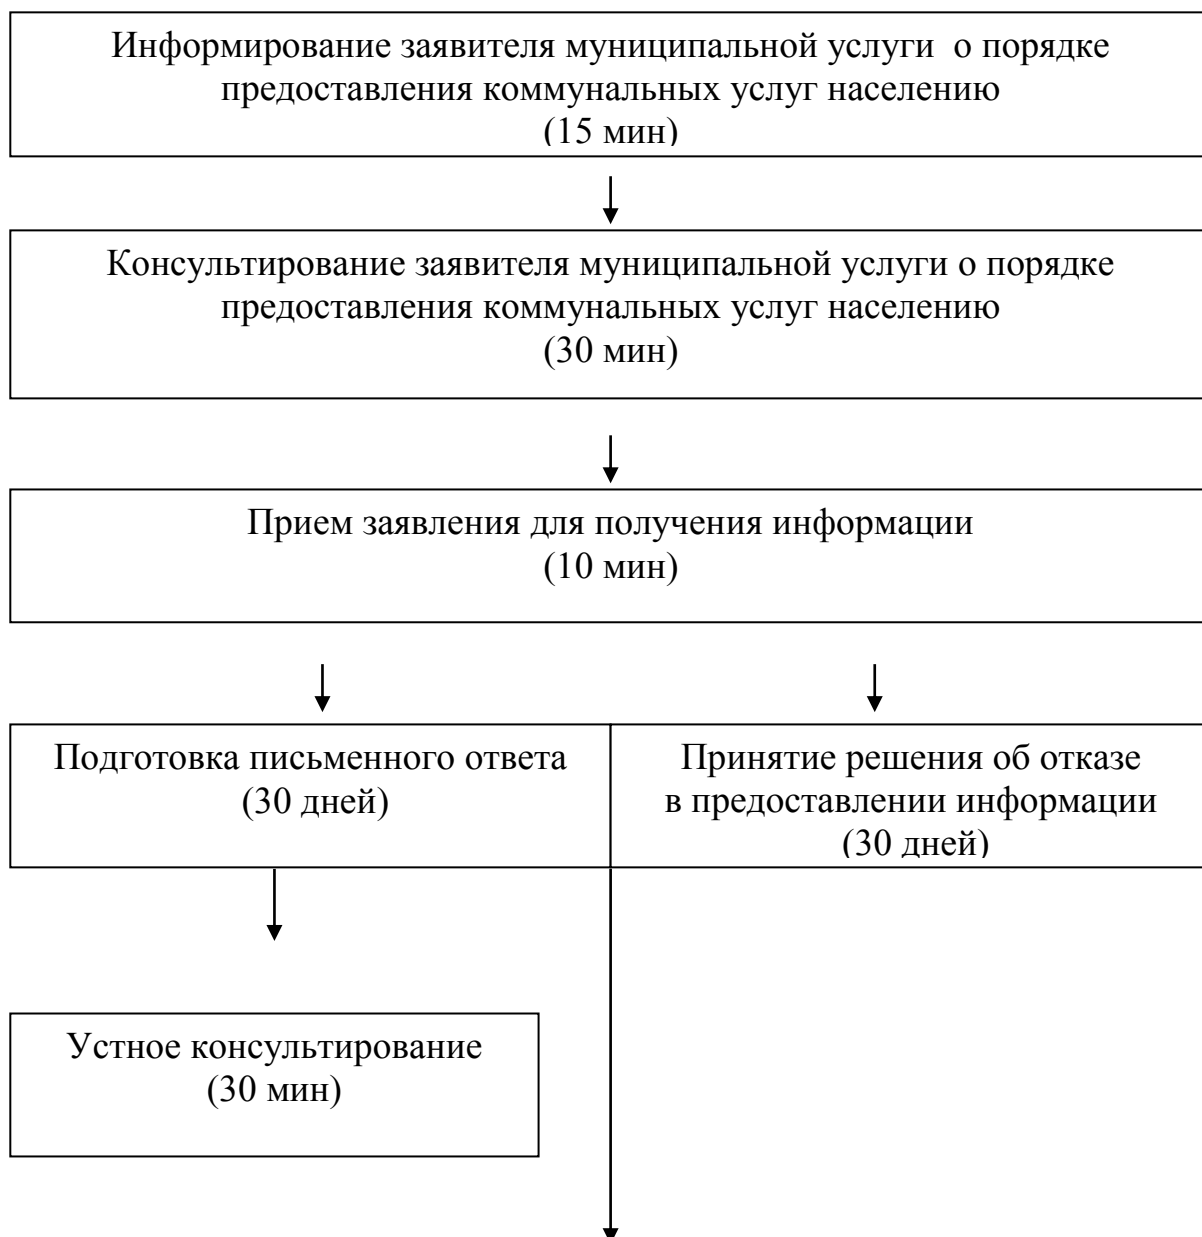 Информирование заявителя муниципальной услуги о порядке
предоставления коммунальных услуг населению
(15 мин)
Консультирование заявителя муниципальной услуги о порядке
предоставления коммунальных услуг населению
(30 мин)
Прием заявления для получения информации
(10 мин)
Подготовка письменного ответа
(30 дней)
Принятие решения об отказе
в предоставлении информации
(30 дней)
Устное консультирование
(30 мин)